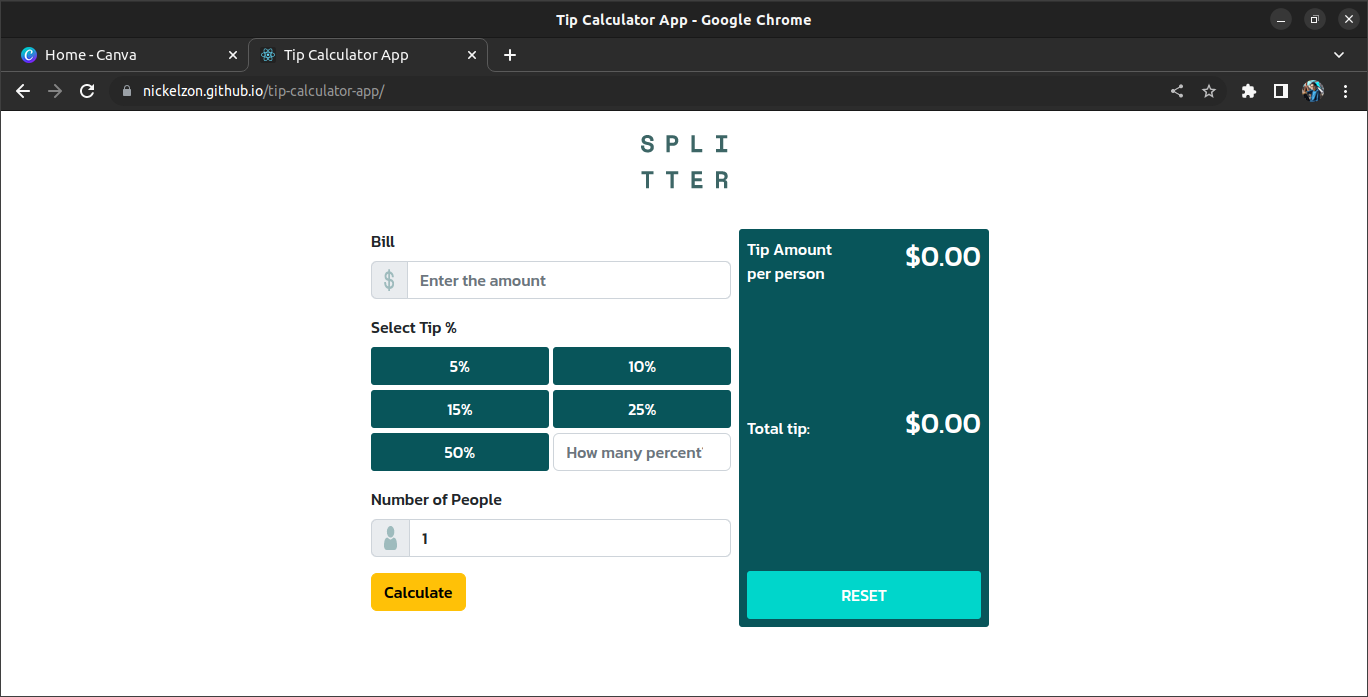 Tip Calculator App - Google Chrome
Home - Canva
Tip Calculator App
nickelzon.github.io/tip-calculator-app/
SPLI
TTER
Bill
$
Enter the amount
Select Tip %
5%
10%
15%
25%
50%
How many percent
Number of People
1
Calculate
Tip Amount
per person
$0.00
Total tip:
$0.00
RESET